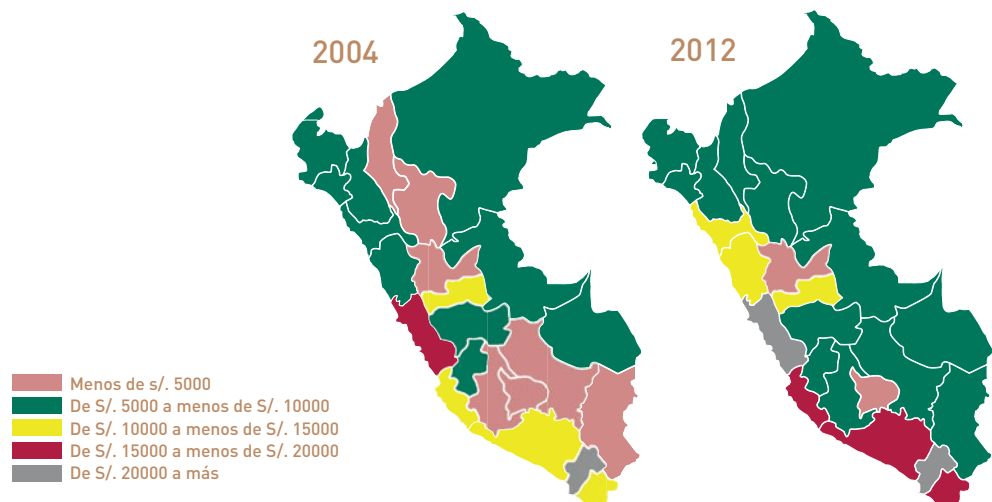 2004
2012
Menos de s/. 5000
De S/. 5000 a menos de S/. 10000
De S/. 10000 a menos de S/. 15000
De S/. 15000 a menos de S/. 20000
De S/. 20000 a más